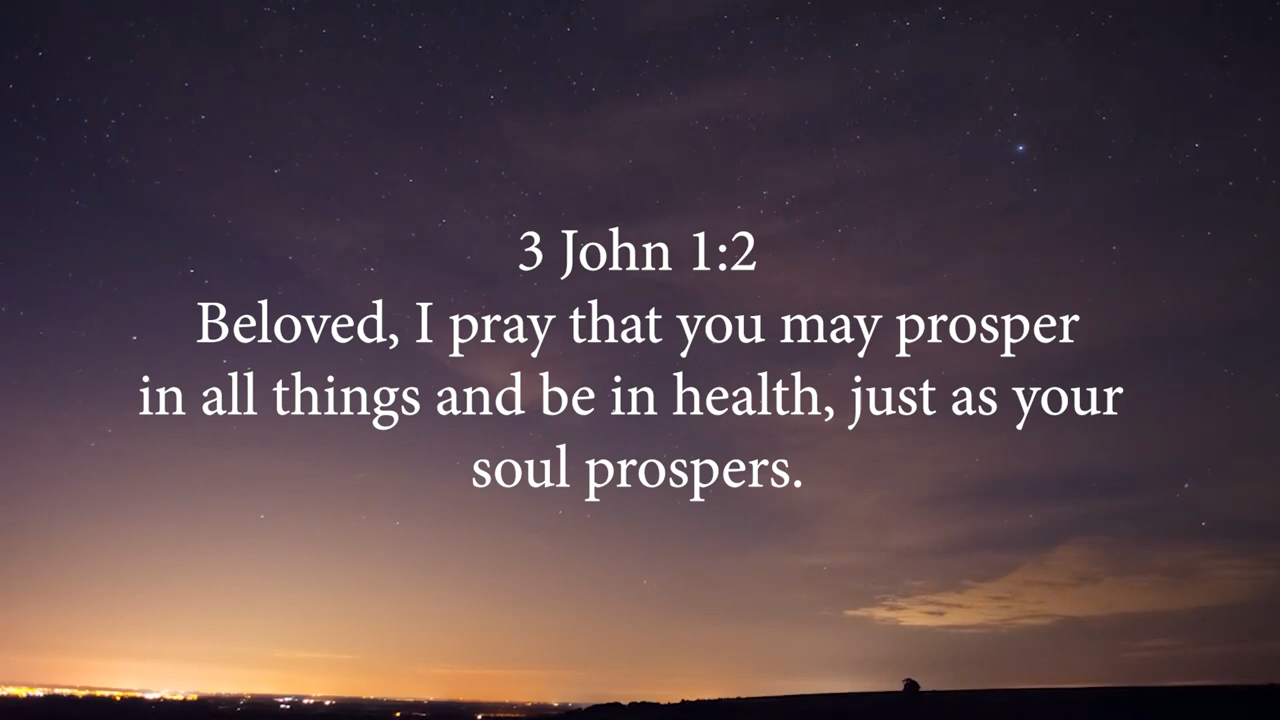 3 John 1:2
Beloved, I pray that you may prosper
in all things and be in health, just as your
soul prospers.